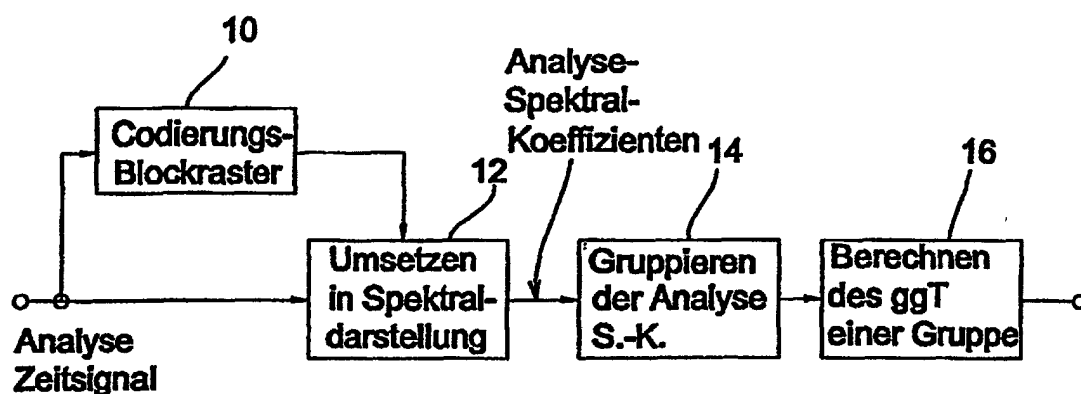 10
Codierungs-
Blockraster
Analyse-
Spektral-
Koeffizienten
12
Umsetzen
in Spektral-
darstellung
14
Gruppieren
der Analyse
S.-K.
16
Berechnen
des ggT
einer Gruppe
Analyse
Zeitsignal